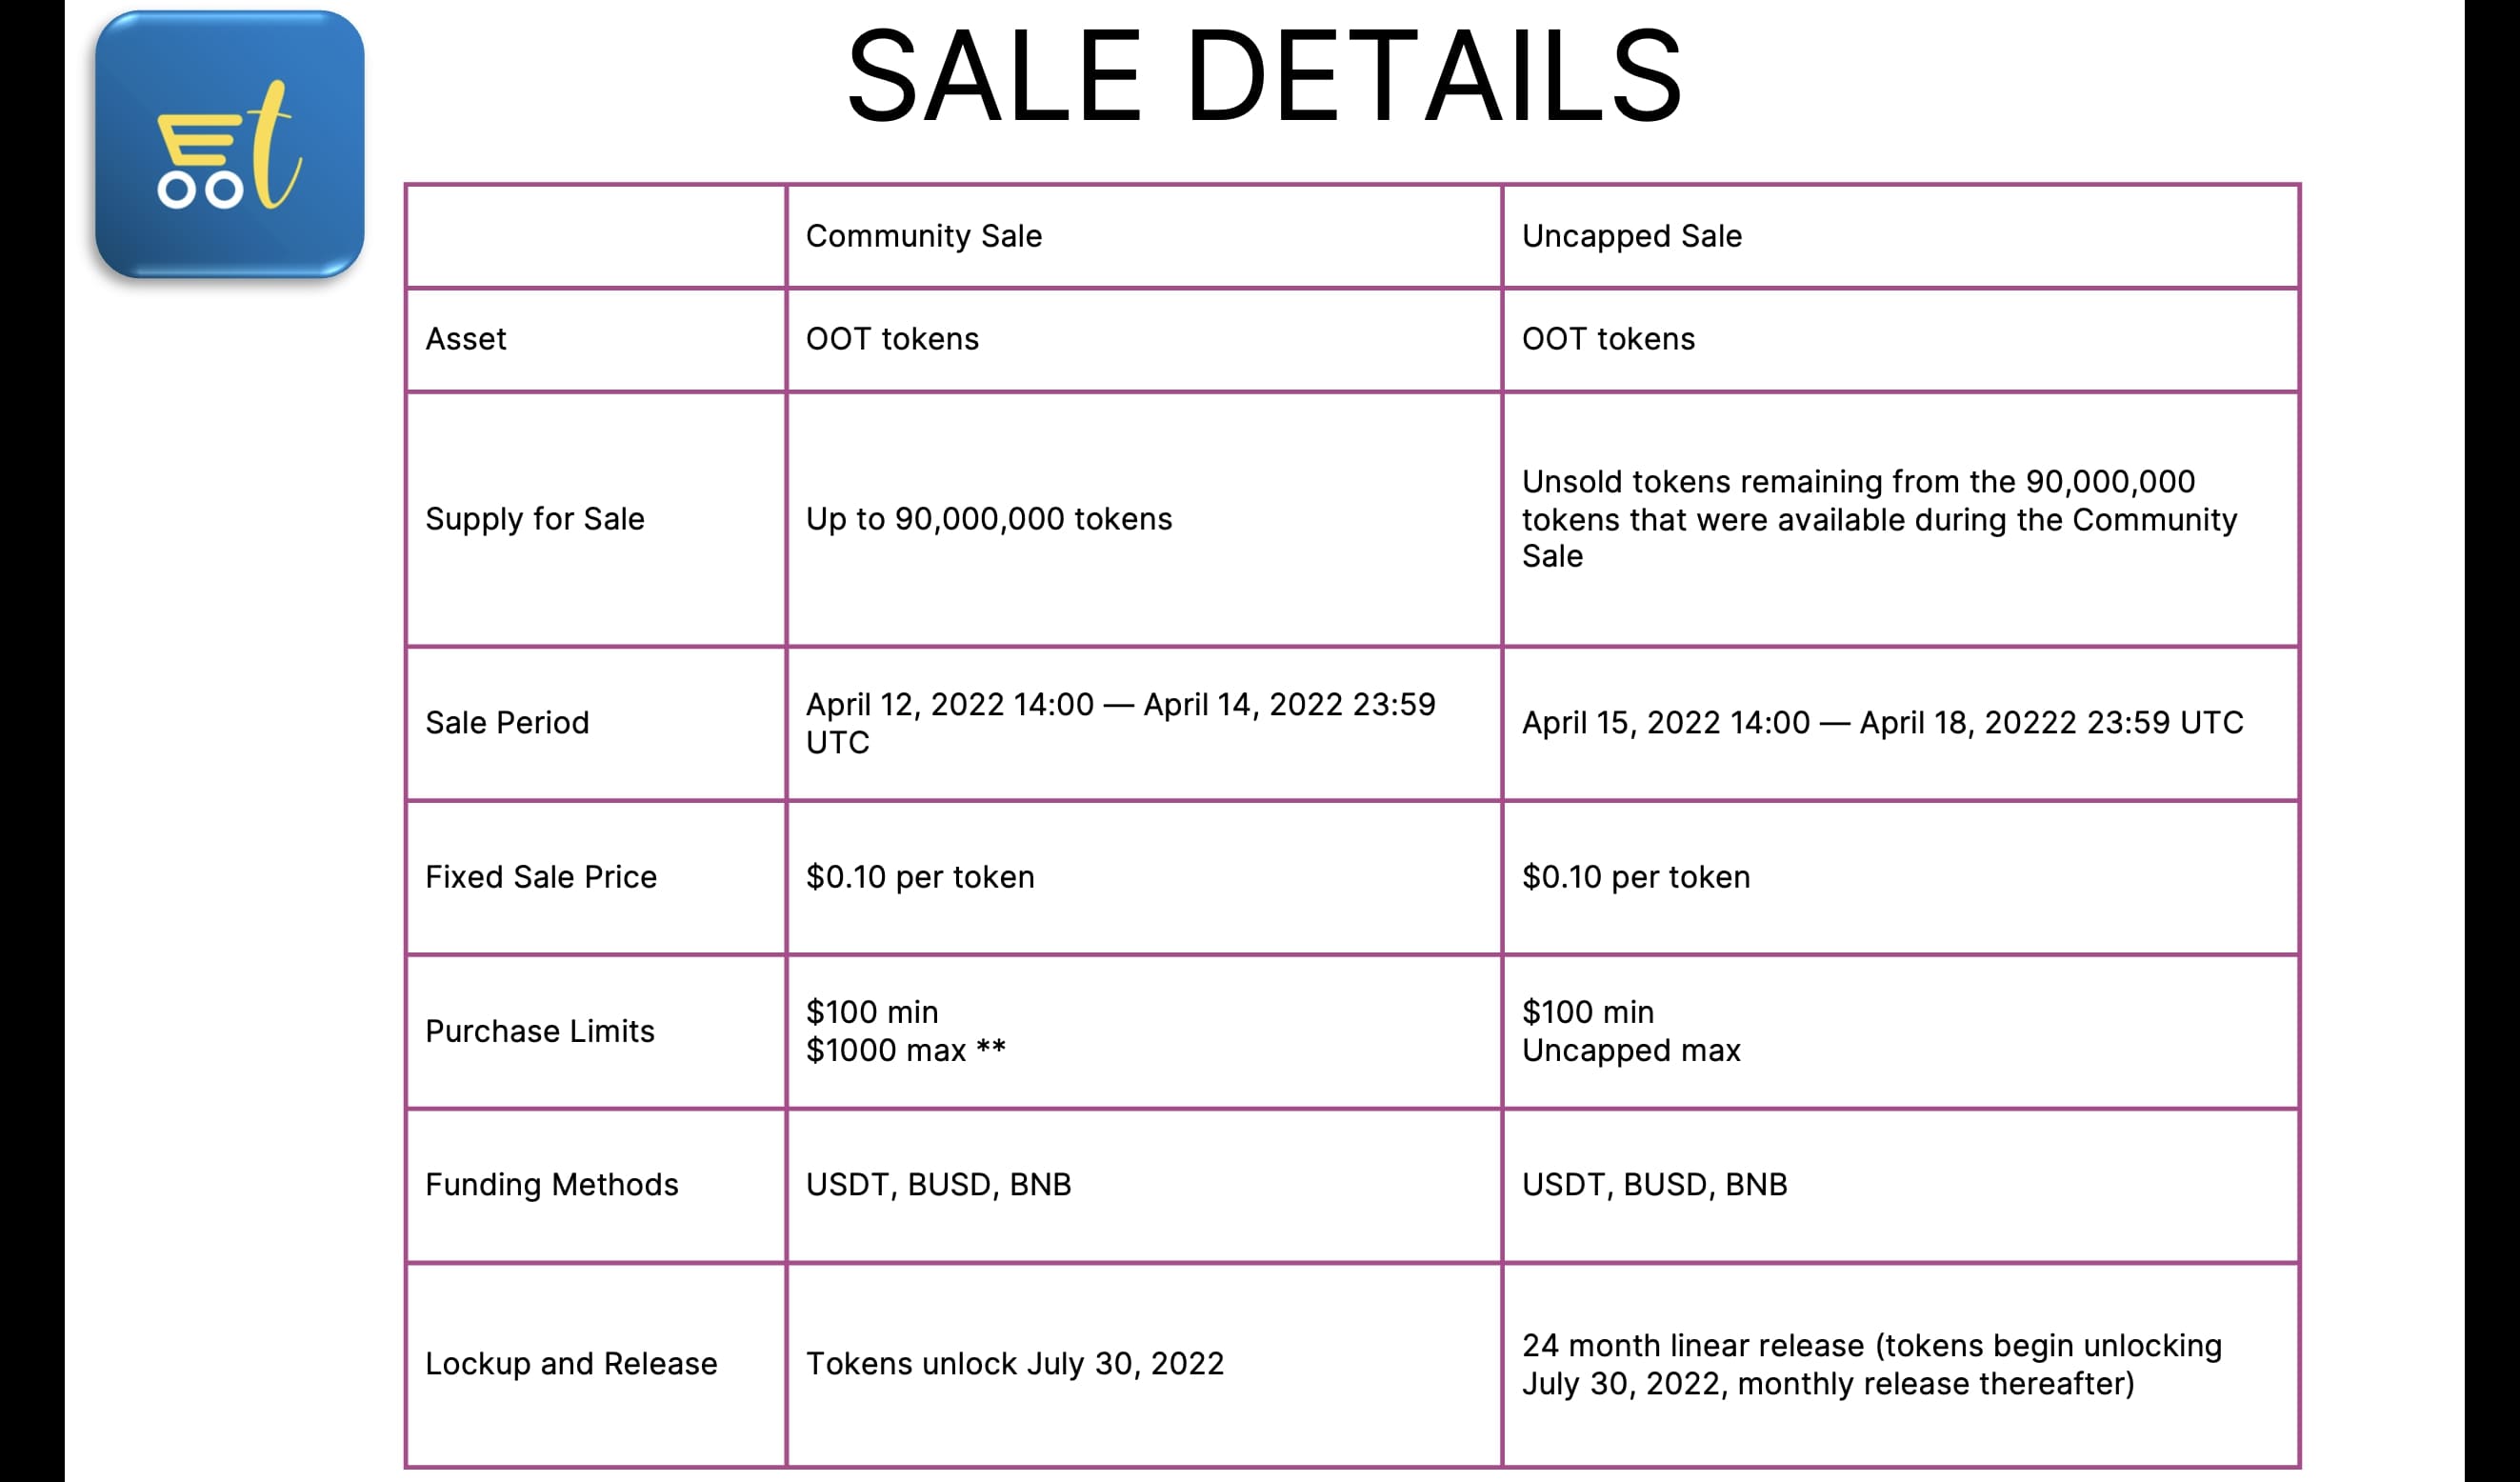 t
SALE DETAILS
Community Sale
Uncapped Sale
Asset
OOT tokens
OOT tokens
Supply for Sale
Up to 90,000,000 tokens
Unsold tokens remaining from the 90,000,000
tokens that were available during the Community
Sale
Sale Period
April 12, 2022 14:00 — April 14, 2022 23:59
UTC
April 15, 2022 14:00 — April 18, 20222 23:59 UTC
Fixed Sale Price
$0.10 per token
$0.10 per token
Purchase Limits
$100 min
$1000 max **
$100 min
Uncapped max
Funding Methods
USDT, BUSD, BNB
USDT, BUSD, BNB
Lockup and Release
Tokens unlock July 30, 2022
24 month linear release (tokens begin unlocking
July 30, 2022, monthly release thereafter)